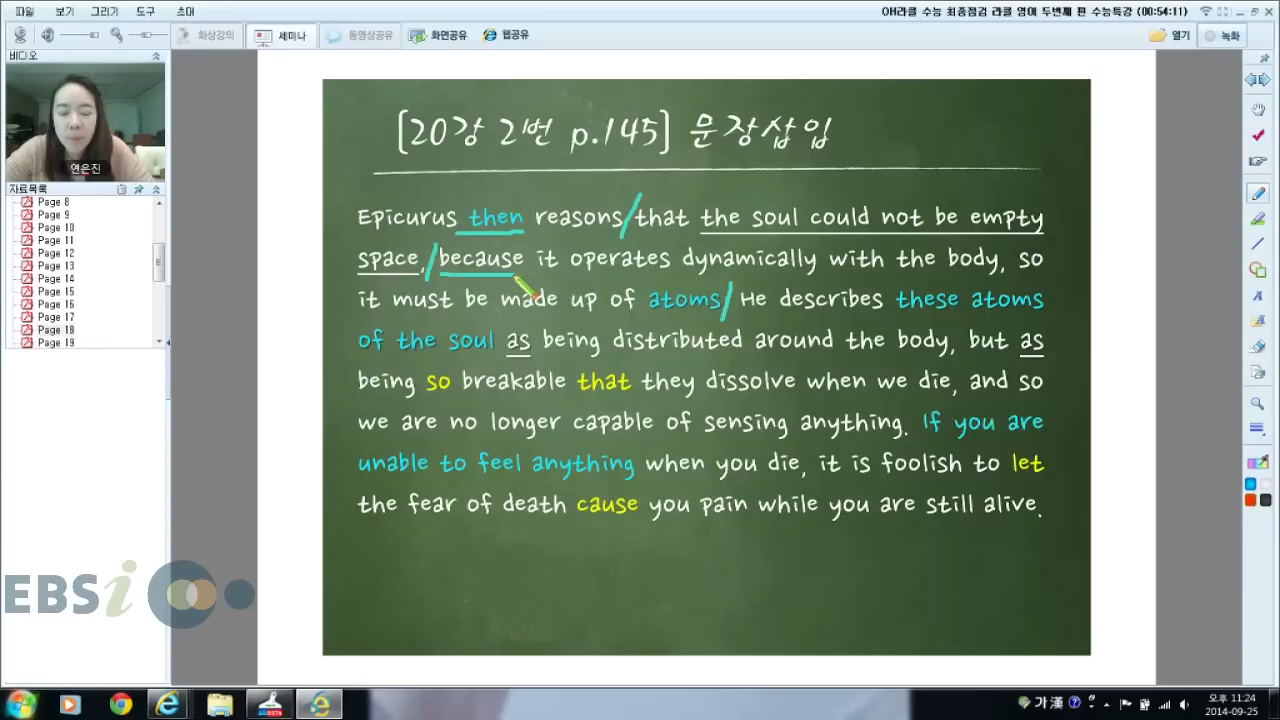 파일 보기 그리기 도구 초대
OH라클 수능 최종점검 라클 영어 두번째 편 수능특강 (00:54:11)
화상강의 세미나 동영상공유 화면공유 웹공유 열기 녹화
비디오
연은진
자료목록
Page 8
Page 9
Page 10
Page 11
Page 12
Page 13
Page 14
Page 15
Page 16
Page 17
Page 18
Page 19
[20강 2번 p.145] 문장삽입
Epicurus then reasons that the soul could not be empty
space, because it operates dynamically with the body, so
it must be made up of atoms He describes these atoms
of the soul as being distributed around the body, but as
being so breakable that they dissolve when we die, and so
we are no longer capable of sensing anything. If you are
unable to feel anything when you die, it is foolish to let
the fear of death cause you pain while you are still alive.
EBSi
가 漢
오후 11:24
2014-09-25